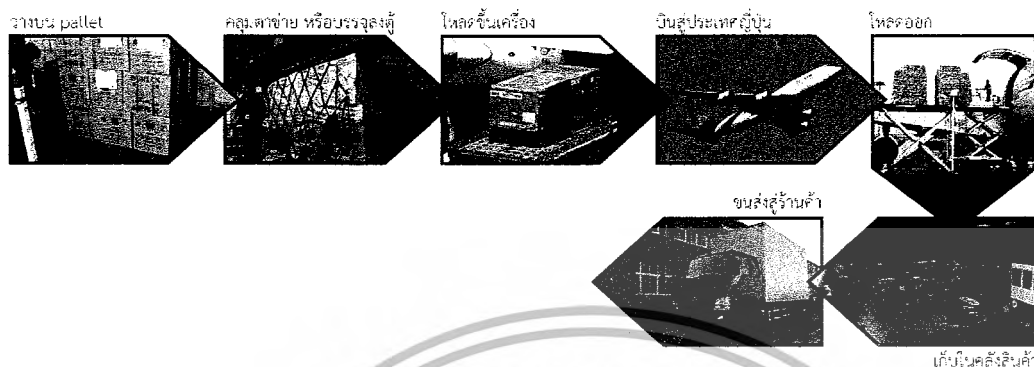 วางบน pallet
คลุมตาข่าย หรือบรรจุลงตู้
โหลดขึ้นเครื่อง
บินสู่ประเทศญี่ปุ่น
โหลดออก
ขนส่งสู่ร้านค้า
เก็บในคลังสินค้า